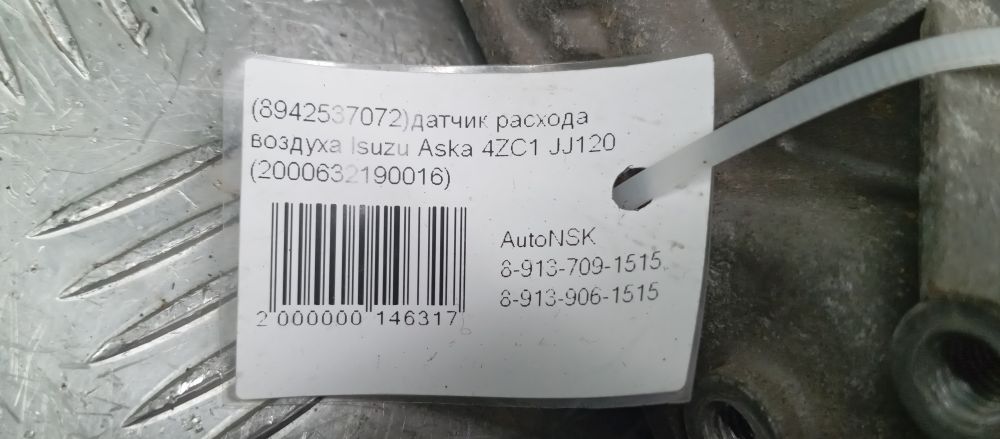 (8942537072)датчик расхода
воздуха Isuzu Aska 4ZC1 JJ120
(2000632190016)
AutoNSK
8-913-709-1515
8-913-906-1515
2 000000 146317